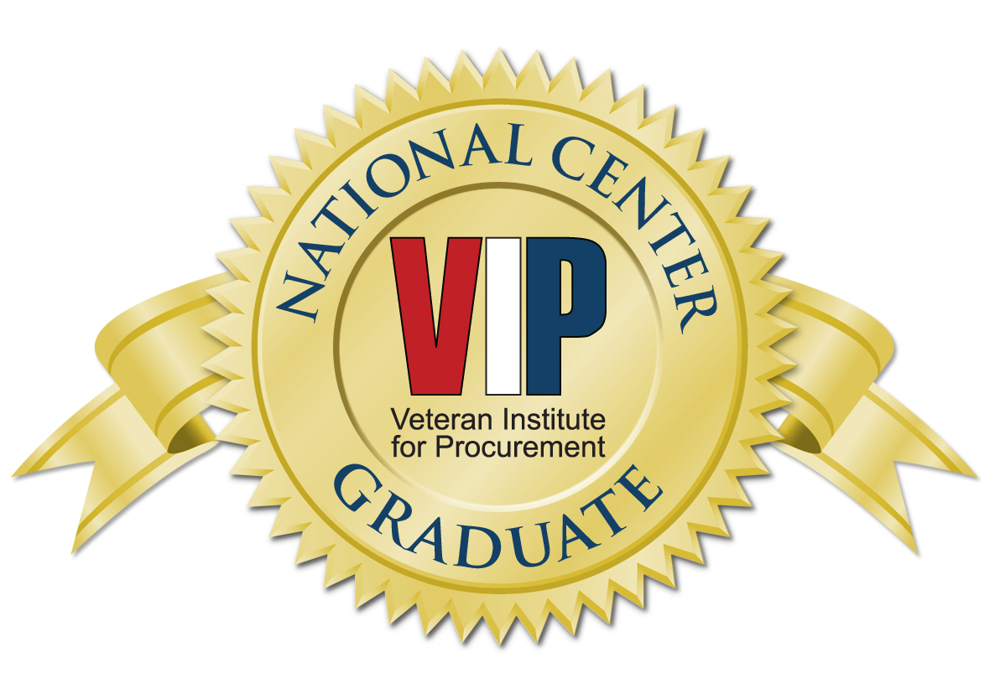 NATIONAL CENTER
VIP
Veteran Institute
for Procurement
GRADUATE